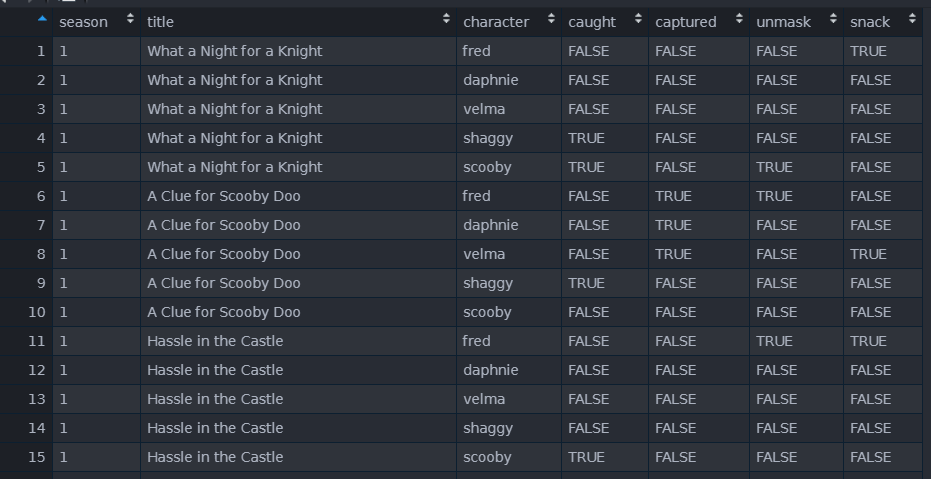 season title character caught captured unmask snack
1 1 What a Night for a Knight fred FALSE FALSE FALSE TRUE
2 1 What a Night for a Knight daphnie FALSE FALSE FALSE FALSE
3 1 What a Night for a Knight velma FALSE FALSE FALSE FALSE
4 1 What a Night for a Knight shaggy TRUE FALSE FALSE FALSE
5 1 What a Night for a Knight scooby TRUE FALSE TRUE FALSE
6 1 A Clue for Scooby Doo fred FALSE TRUE TRUE FALSE
7 1 A Clue for Scooby Doo daphnie FALSE TRUE FALSE FALSE
8 1 A Clue for Scooby Doo velma FALSE TRUE FALSE TRUE
9 1 A Clue for Scooby Doo shaggy TRUE FALSE FALSE FALSE
10 1 A Clue for Scooby Doo scooby FALSE FALSE FALSE FALSE
11 1 Hassle in the Castle fred FALSE FALSE TRUE TRUE
12 1 Hassle in the Castle daphnie FALSE FALSE FALSE FALSE
13 1 Hassle in the Castle velma FALSE FALSE FALSE FALSE
14 1 Hassle in the Castle shaggy FALSE FALSE FALSE FALSE
15 1 Hassle in the Castle scooby TRUE FALSE FALSE FALSE